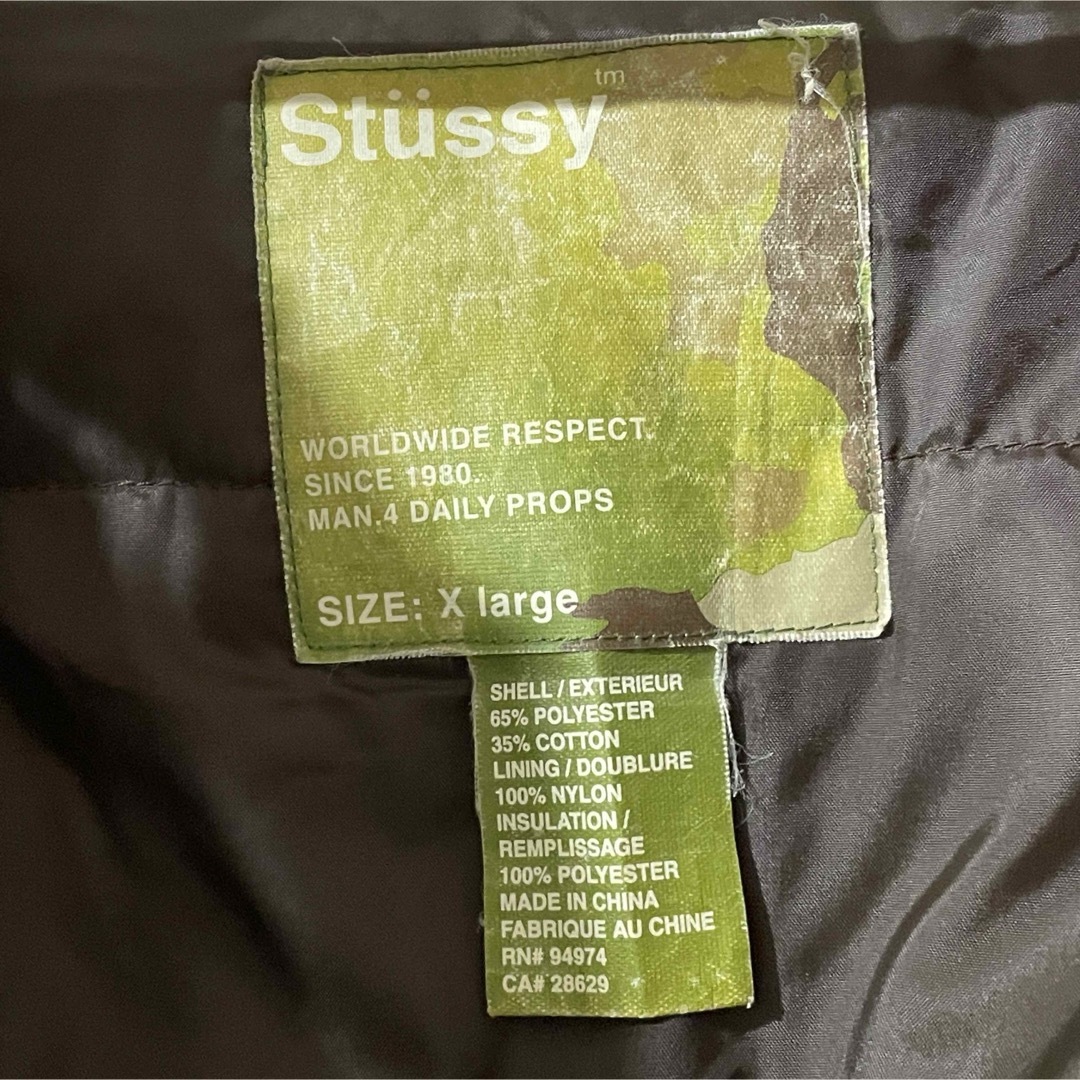 tm
Stüssy
WORLDWIDE RESPECT.
SINCE 1980.
MAN.4 DAILY PROPS
SIZE: X large
SHELL / EXTERIEUR
65% POLYESTER
35% COTTON
LINING / DOUBLURE
100% NYLON
INSULATION /
REMPLISSAGE
100% POLYESTER
MADE IN CHINA
FABRIQUE AU CHINE
RN# 94974
CA# 28629